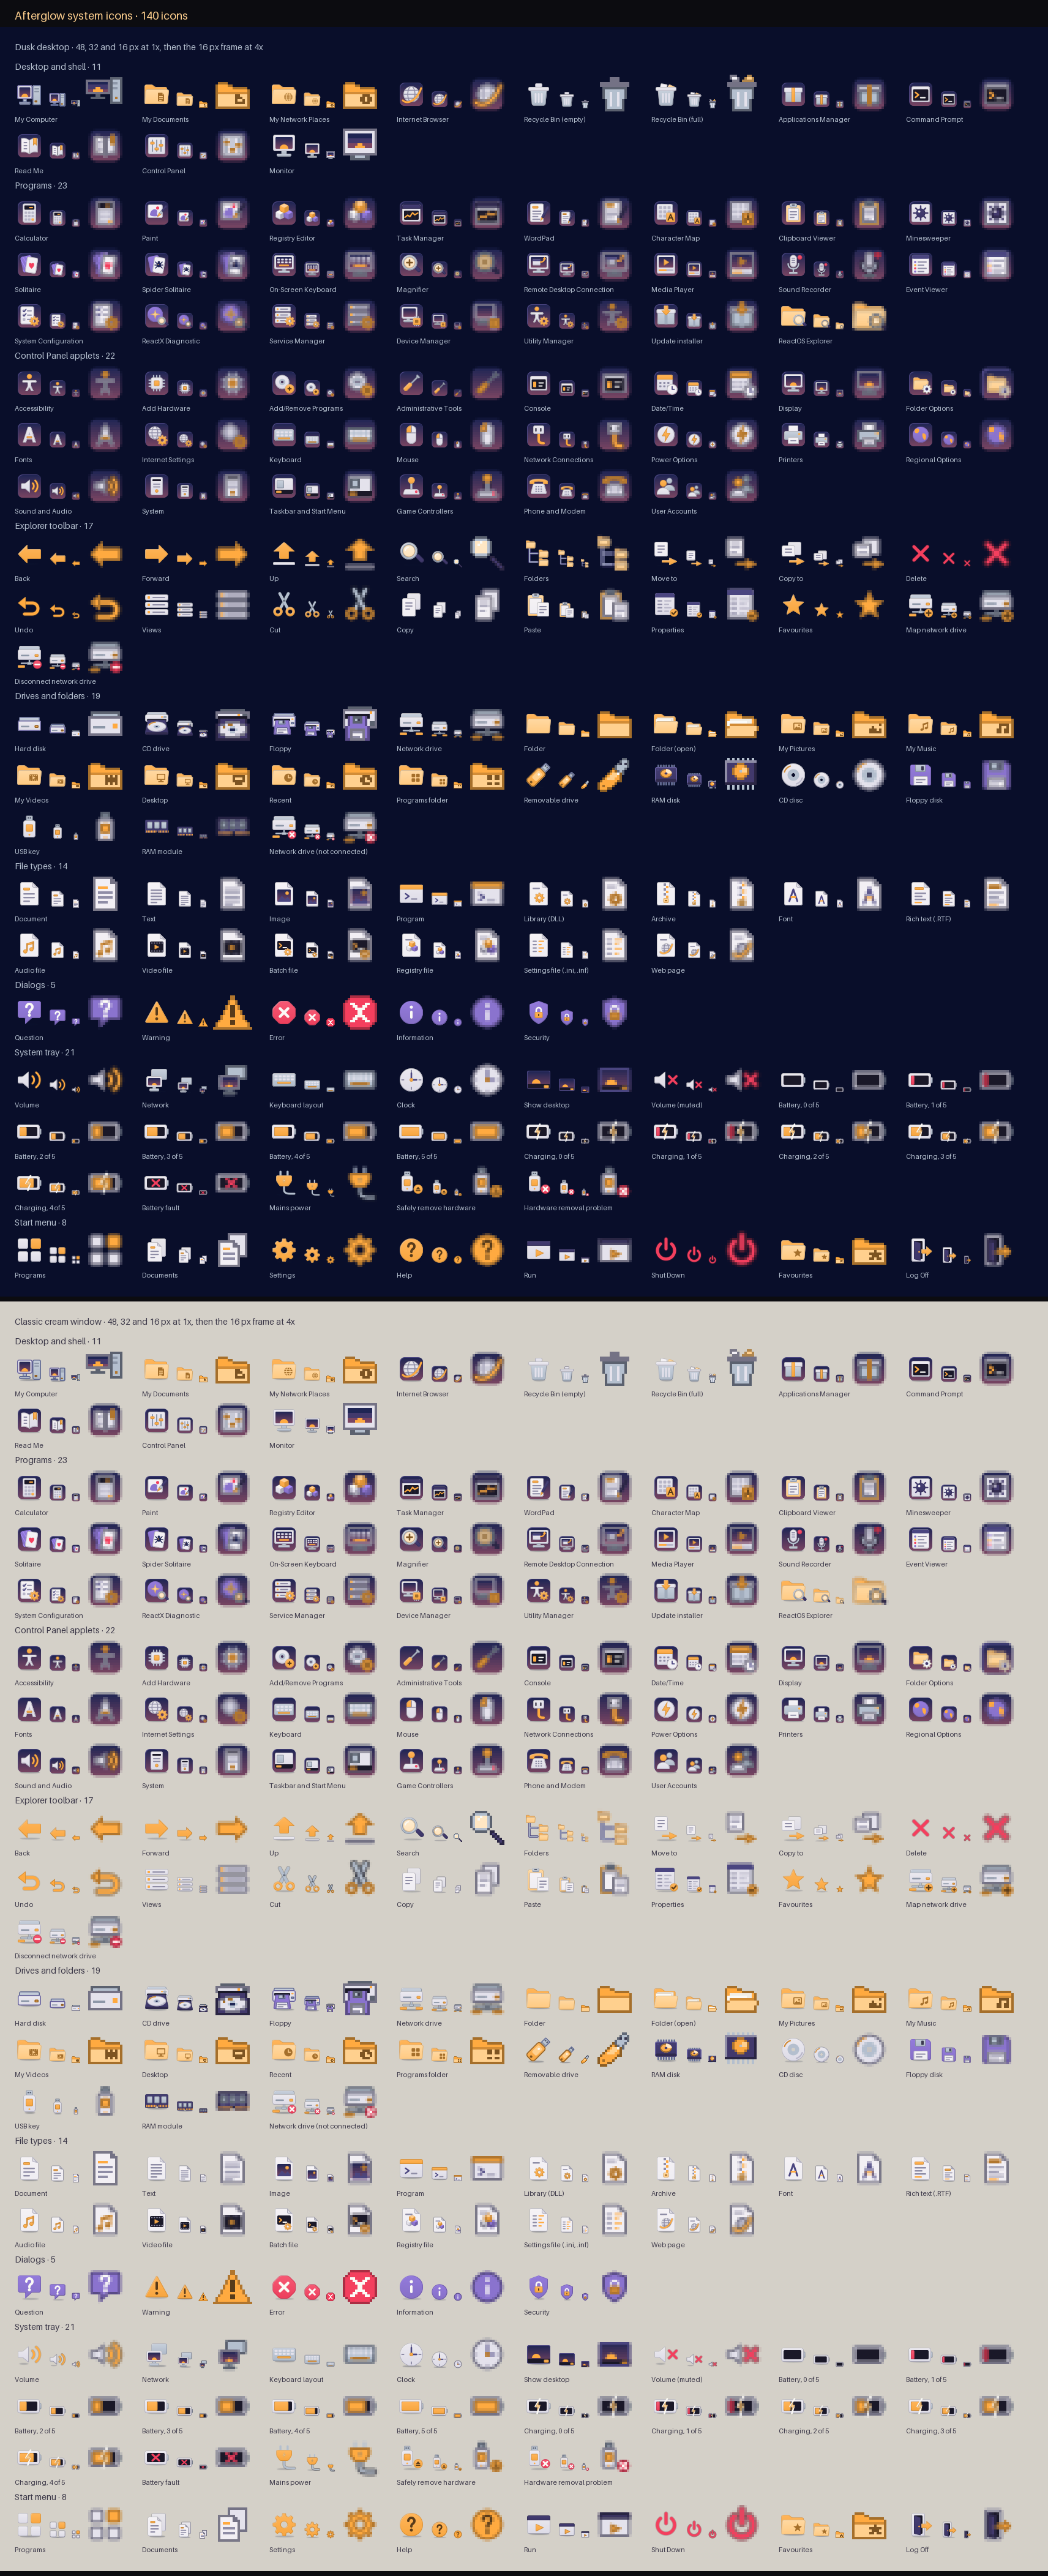 Afterglow system icons · 140 icons
Dusk desktop · 48, 32 and 16 px at 1x, then the 16 px frame at 4x
Desktop and shell · 11
My Computer My Documents My Network Places Internet Browser Recycle Bin (empty) Recycle Bin (full) Applications Manager Command Prompt
Read Me Control Panel Monitor
Programs · 23
Calculator Paint Registry Editor Task Manager WordPad Character Map Clipboard Viewer Minesweeper
Solitaire Spider Solitaire On-Screen Keyboard Magnifier Remote Desktop Connection Media Player Sound Recorder Event Viewer
System Configuration ReactX Diagnostic Service Manager Device Manager Utility Manager Update installer ReactOS Explorer
Control Panel applets · 22
Accessibility Add Hardware Add/Remove Programs Administrative Tools Console Date/Time Display Folder Options
Fonts Internet Settings Keyboard Mouse Network Connections Power Options Printers Regional Options
Sound and Audio System Taskbar and Start Menu Game Controllers Phone and Modem User Accounts
Explorer toolbar · 17
Back Forward Up Search Folders Move to Copy to Delete
Undo Views Cut Copy Paste Properties Favourites Map network drive
Disconnect network drive
Drives and folders · 19
Hard disk CD drive Floppy Network drive Folder Folder (open) My Pictures My Music
My Videos Desktop Recent Programs folder Removable drive RAM disk CD disc Floppy disk
USB key RAM module Network drive (not connected)
File types · 14
Document Text Image Program Library (DLL) Archive Font Rich text (.RTF)
Audio file Video file Batch file Registry file Settings file (.ini, .inf) Web page
Dialogs · 5
Question Warning Error Information Security
System tray · 21
Volume Network Keyboard layout Clock Show desktop Volume (muted) Battery, 0 of 5 Battery, 1 of 5
Battery, 2 of 5 Battery, 3 of 5 Battery, 4 of 5 Battery, 5 of 5 Charging, 0 of 5 Charging, 1 of 5 Charging, 2 of 5 Charging, 3 of 5
Charging, 4 of 5 Battery fault Mains power Safely remove hardware Hardware removal problem
Start menu · 8
Programs Documents Settings Help Run Shut Down Favourites Log Off
Classic cream window · 48, 32 and 16 px at 1x, then the 16 px frame at 4x
Desktop and shell · 11
My Computer My Documents My Network Places Internet Browser Recycle Bin (empty) Recycle Bin (full) Applications Manager Command Prompt
Read Me Control Panel Monitor
Programs · 23
Calculator Paint Registry Editor Task Manager WordPad Character Map Clipboard Viewer Minesweeper
Solitaire Spider Solitaire On-Screen Keyboard Magnifier Remote Desktop Connection Media Player Sound Recorder Event Viewer
System Configuration ReactX Diagnostic Service Manager Device Manager Utility Manager Update installer ReactOS Explorer
Control Panel applets · 22
Accessibility Add Hardware Add/Remove Programs Administrative Tools Console Date/Time Display Folder Options
Fonts Internet Settings Keyboard Mouse Network Connections Power Options Printers Regional Options
Sound and Audio System Taskbar and Start Menu Game Controllers Phone and Modem User Accounts
Explorer toolbar · 17
Back Forward Up Search Folders Move to Copy to Delete
Undo Views Cut Copy Paste Properties Favourites Map network drive
Disconnect network drive
Drives and folders · 19
Hard disk CD drive Floppy Network drive Folder Folder (open) My Pictures My Music
My Videos Desktop Recent Programs folder Removable drive RAM disk CD disc Floppy disk
USB key RAM module Network drive (not connected)
File types · 14
Document Text Image Program Library (DLL) Archive Font Rich text (.RTF)
Audio file Video file Batch file Registry file Settings file (.ini, .inf) Web page
Dialogs · 5
Question Warning Error Information Security
System tray · 21
Volume Network Keyboard layout Clock Show desktop Volume (muted) Battery, 0 of 5 Battery, 1 of 5
Battery, 2 of 5 Battery, 3 of 5 Battery, 4 of 5 Battery, 5 of 5 Charging, 0 of 5 Charging, 1 of 5 Charging, 2 of 5 Charging, 3 of 5
Charging, 4 of 5 Battery fault Mains power Safely remove hardware Hardware removal problem
Start menu · 8
Programs Documents Settings Help Run Shut Down Favourites Log Off